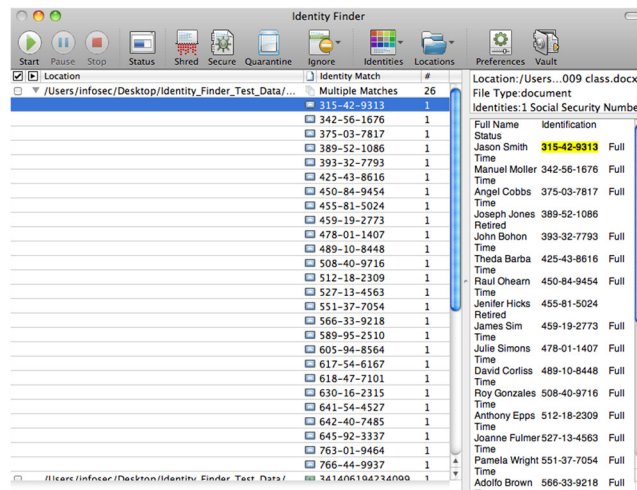 Identity Finder
Start Pause Stop Status Shred Secure Quarantine Ignore Identities Locations Preferences Vault
Location Identity Match #
/Users/infosec/Desktop/Identity_Finder_Test_Data/... Multiple Matches 26
315-42-9313 1
342-56-1676 1
375-03-7817 1
389-52-1086 1
393-32-7793 1
425-43-8616 1
450-84-9454 1
455-81-5024 1
459-19-2773 1
478-01-1407 1
489-10-8448 1
508-40-9716 1
512-18-2309 1
527-13-4563 1
551-37-7054 1
566-33-9218 1
589-95-2510 1
605-94-8564 1
617-54-6167 1
618-47-7101 1
630-16-2315 1
641-54-4527 1
642-40-7485 1
645-92-3337 1
763-01-9464 1
766-44-9937 1
/Users/infosec/Desktop/Identity_Finder_Test_Data/ 341406194234099 1
Location:/Users...009 class.docx
File Type:document
Identities:1 Social Security Numbe
Full Name Identification
Status
Jason Smith 315-42-9313 Full
Time
Manuel Moller 342-56-1676 Full
Time
Angel Cobbs 375-03-7817 Full
Time
Joseph Jones 389-52-1086
Retired
John Bohon 393-32-7793 Full
Time
Theda Barba 425-43-8616 Full
Time
Raul Ohearn 450-84-9454 Full
Time
Jenifer Hicks 455-81-5024
Retired
James Sim 459-19-2773 Full
Time
Julie Simons 478-01-1407 Full
Time
David Corliss 489-10-8448 Full
Time
Roy Gonzales 508-40-9716 Full
Time
Anthony Epps 512-18-2309 Full
Time
Joanne Fulmer 527-13-4563 Full
Time
Pamela Wright 551-37-7054 Full
Time
Adolfo Brown 566-33-9218 Full